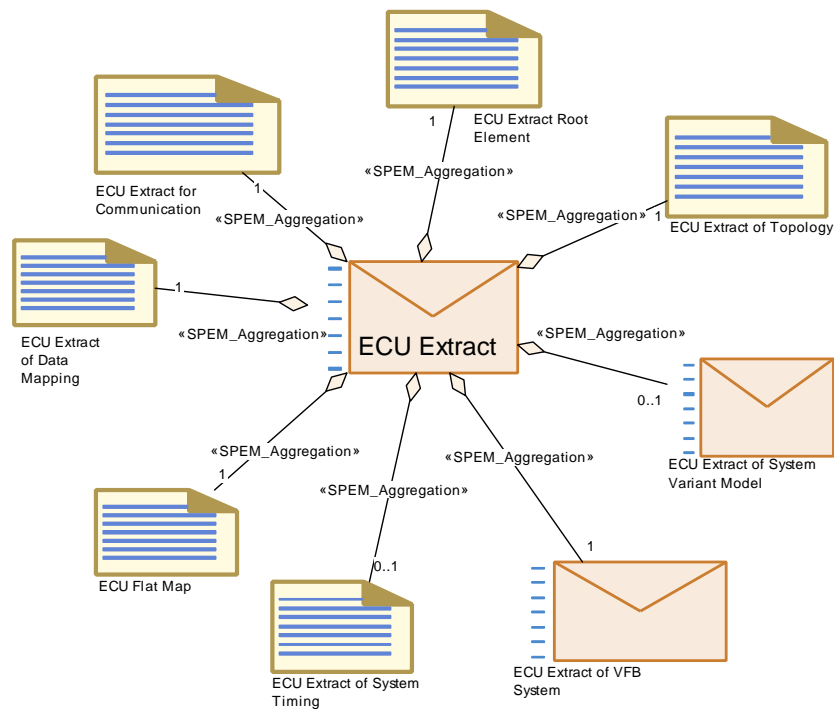 1
ECU Extract Root
Element
«SPEM_Aggregation»
ECU Extract for
Communication
1
«SPEM_Aggregation»
ECU Extract of Topology
1
«SPEM_Aggregation»
ECU Extract
of Data
Mapping
1
«SPEM_Aggregation»
ECU Extract
«SPEM_Aggregation»
0..1
ECU Extract of System
Variant Model
«SPEM_Aggregation»
1
ECU Flat Map
«SPEM_Aggregation»
0..1
ECU Extract of System
Timing
«SPEM_Aggregation»
1
ECU Extract of VFB
System